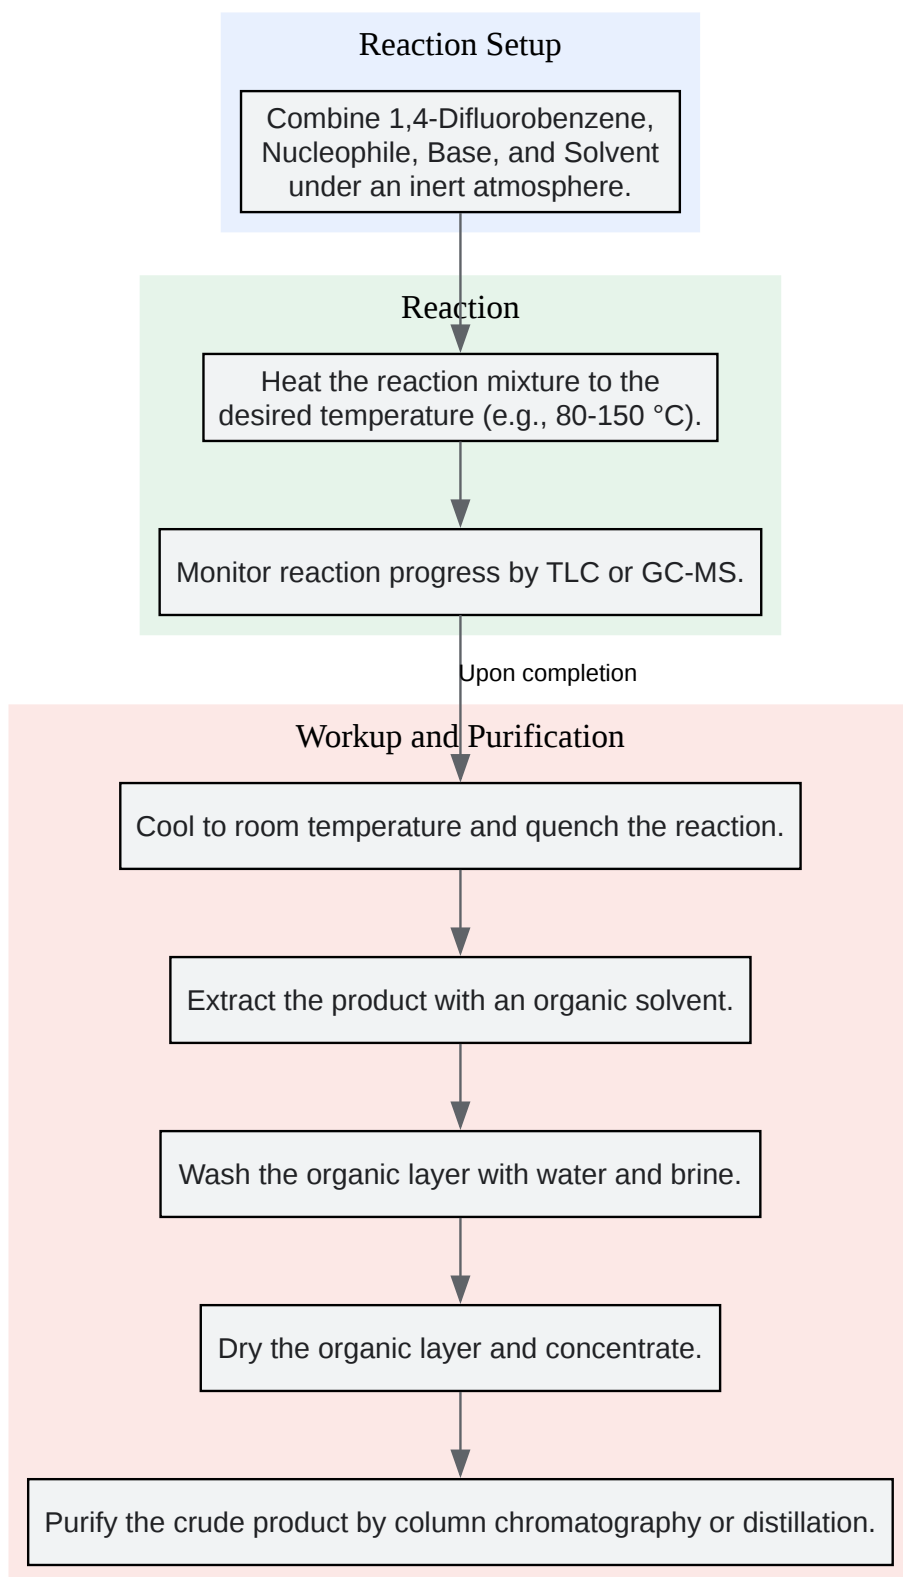 Reaction Setup
Combine 1,4-Difluorobenzene,
Nucleophile, Base, and Solvent
under an inert atmosphere.
Reaction
Heat the reaction mixture to the
desired temperature (e.g., 80-150 °C).
Monitor reaction progress by TLC or GC-MS.
Upon completion
Workup and Purification
Cool to room temperature and quench the reaction.
Extract the product with an organic solvent.
Wash the organic layer with water and brine.
Dry the organic layer and concentrate.
Purify the crude product by column chromatography or distillation.